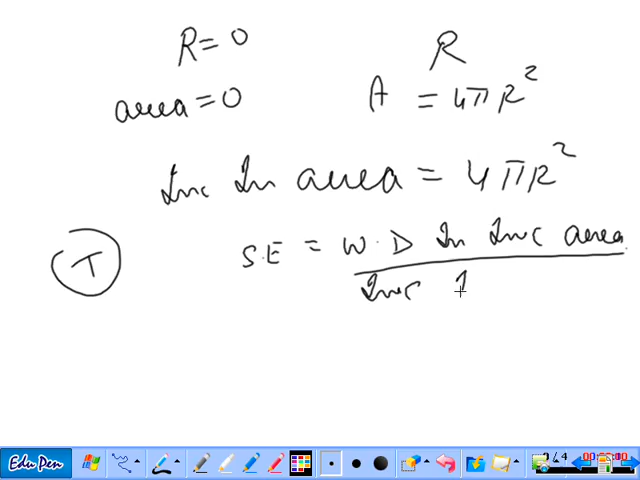 R = 0
R
area = 0
A = 4πR²
Inc In area = 4πR²
T
S.E = W.D In Inc area
Inc I
Edu Pen